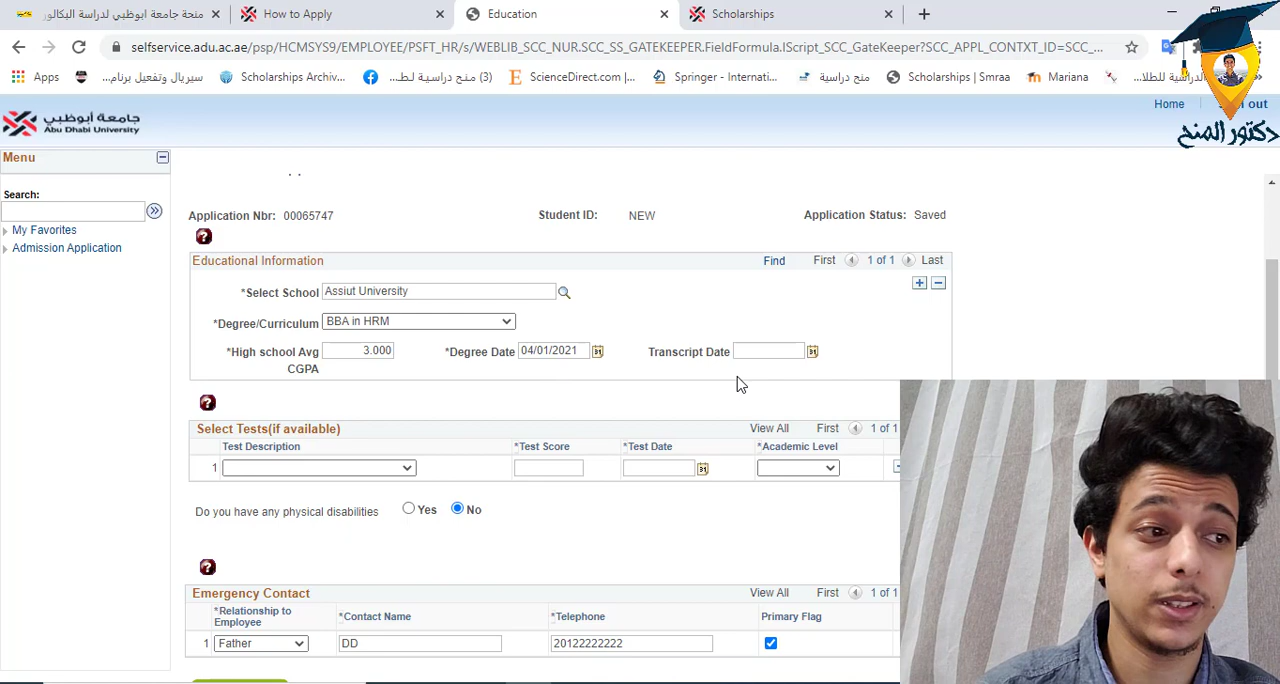 منحة جامعة ابوظبي لدراسة البكالور
How to Apply
Education
Scholarships
selfservice.adu.ac.ae/psp/HCMSYS9/EMPLOYEE/PSFT_HR/s/WEBLIB_SCC_NUR.SCC_SS_GATEKEEPER.FieldFormula.IScript_SCC_GateKeeper?SCC_APPL_CONTXT_ID=SCC_...
Apps
سيريال وتفعيل برنام...
Scholarships Archiv...
(3) منح دراسية لـطـ...
ScienceDirect.com |...
Springer - Internati...
منح دراسية
Scholarships | Smraa
Mariana
الدراسية للطلا...
Home
out
جامعة أبوظبي
Abu Dhabi University
دكتور المنح
Menu
Search:
My Favorites
Admission Application
Application Nbr: 00065747
Student ID: NEW
Application Status: Saved
Educational Information
Find First 1 of 1 Last
*Select School Assiut University
*Degree/Curriculum BBA in HRM
*High school Avg 3.000 *Degree Date 04/01/2021 Transcript Date
CGPA
Select Tests(if available)
View All First 1 of 1
Test Description *Test Score *Test Date *Academic Level
1
Do you have any physical disabilities Yes No
Emergency Contact
View All First 1 of 1
*Relationship to Employee *Contact Name *Telephone Primary Flag
1 Father DD 20122222222